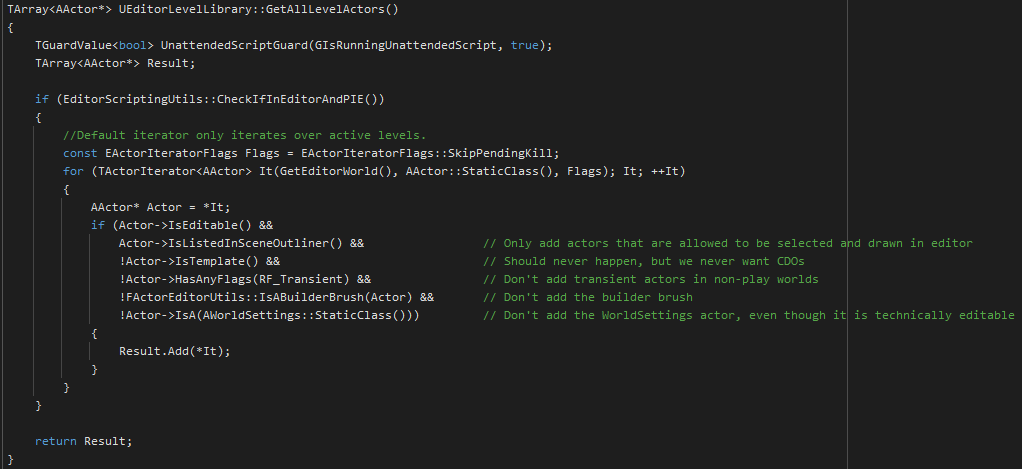 TArray<AActor*> UEditorLevelLibrary::GetAllLevelActors()
{
    TGuardValue<bool> UnattendedScriptGuard(GIsRunningUnattendedScript, true);
    TArray<AActor*> Result;

    if (EditorScriptingUtils::CheckIfInEditorAndPIE())
    {
        //Default iterator only iterates over active levels.
        const EActorIteratorFlags Flags = EActorIteratorFlags::SkipPendingKill;
        for (TActorIterator<AActor> It(GetEditorWorld(), AActor::StaticClass(), Flags); It; ++It)
        {
            AActor* Actor = *It;
            if (Actor->IsEditable() &&
                Actor->IsListedInSceneOutliner() &&                 // Only add actors that are allowed to be selected and drawn in editor
                !Actor->IsTemplate() &&                             // Should never happen, but we never want CDOs
                !Actor->HasAnyFlags(RF_Transient) &&                // Don't add transient actors in non-play worlds
                !FActorEditorUtils::IsABuilderBrush(Actor) &&       // Don't add the builder brush
                !Actor->IsA(AWorldSettings::StaticClass()))         // Don't add the WorldSettings actor, even though it is technically editable
            {
                Result.Add(*It);
            }
        }
    }

    return Result;
}